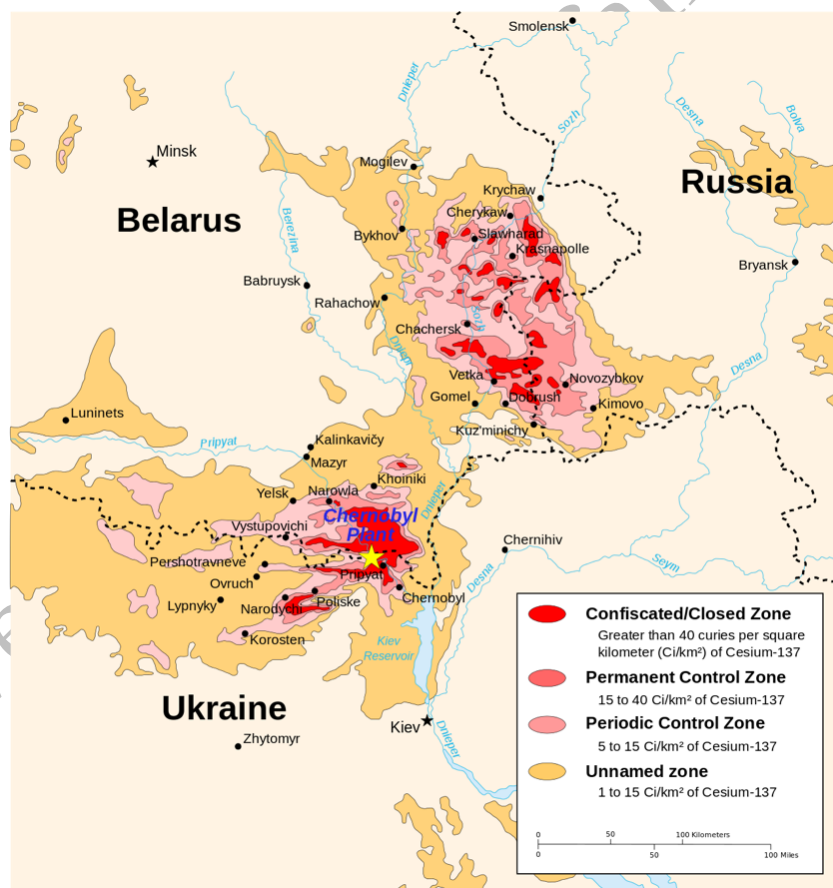 Smolensk
Dnieper
Sozh
Desna
Bolva
Minsk
Mogilev
Russia
Krychaw
Belarus
Cherykaw
Berezina
Bykhov
Slawharad
Krasnapolle
Bryansk
Babruysk
Rahachow
Sozh
Chachersk
Dniepr
Desna
Vetka
Novozybkov
Gomel
Dobrush
Kimovo
Luninets
Kuz'minichy
Pripyat
Kalinkavičy
Mazyr
Khoiniki
Yelsk
Narowla
Dnieper
Chernobyl
Plant
Vystupovichi
Chernihiv
Pershotravneve
Seym
Pripyat
Desna
Ovruch
Chernobyl
Lypnyky
Narodychi
Poliske
Korosten
Kiev
Reservoir
Ukraine
Kiev
Dnieper
Zhytomyr
Confiscated/Closed Zone
Greater than 40 curies per square
kilometer (Ci/km²) of Cesium-137
Permanent Control Zone
15 to 40 Ci/km² of Cesium-137
Periodic Control Zone
5 to 15 Ci/km² of Cesium-137
Unnamed zone
1 to 15 Ci/km² of Cesium-137
0 50 100 Kilometers
0 50 100 Miles